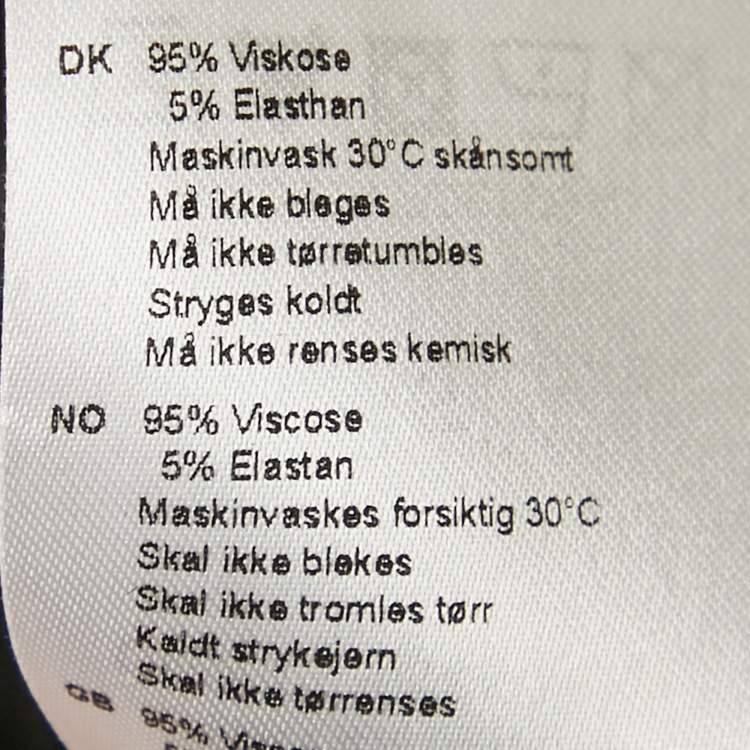 DK 95% Viskose
5% Elasthan
Maskinvask 30°C skånsomt
Må ikke bleges
Må ikke tørretumbles
Stryges koldt
Må ikke renses kemisk
NO 95% Viscose
5% Elastan
Maskinvaskes forsiktig 30°C
Skal ikke blekes
Skal ikke tromles tørr
Kaldt strykejern
Skal ikke tørrenses
GB 95%